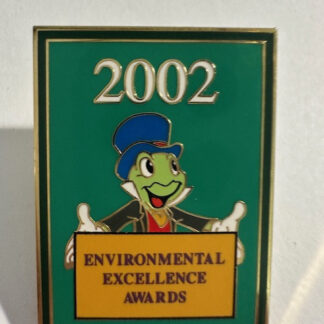 2002
ENVIRONMENTAL
EXCELLENCE
AWARDS